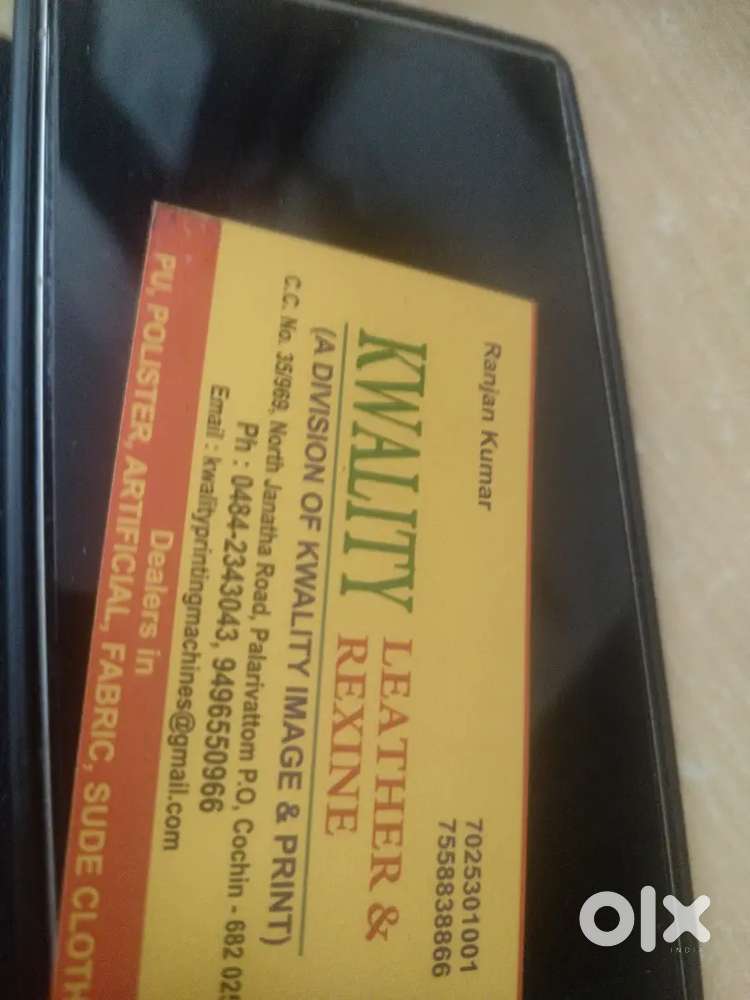 Ranjan Kumar
7025301001
7558838866
KWALITY LEATHER &
REXINE
(A DIVISION OF KWALITY IMAGE & PRINT)
C.C. No. 35/969, North Janatha Road, Palarivattom P.O, Cochin - 682 025
Ph : 0484-2343043, 9496550966
Email : kwalityprintingmachines@gmail.com
Dealers in
PU, POLISTER, ARTIFICIAL, FABRIC, SUDE CLOTH
olx
INDIA